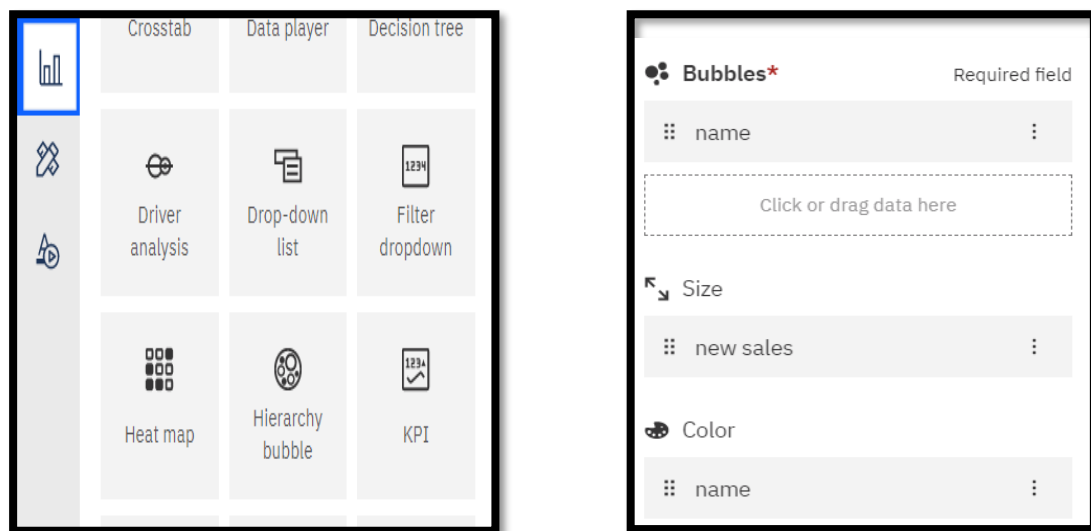 Crosstab
Data player
Decision tree
1234
Driver
analysis
Drop-down
list
Filter
dropdown
123
Heat map
Hierarchy
bubble
KPI
Bubbles*
Required field
name
Click or drag data here
Size
new sales
Color
name